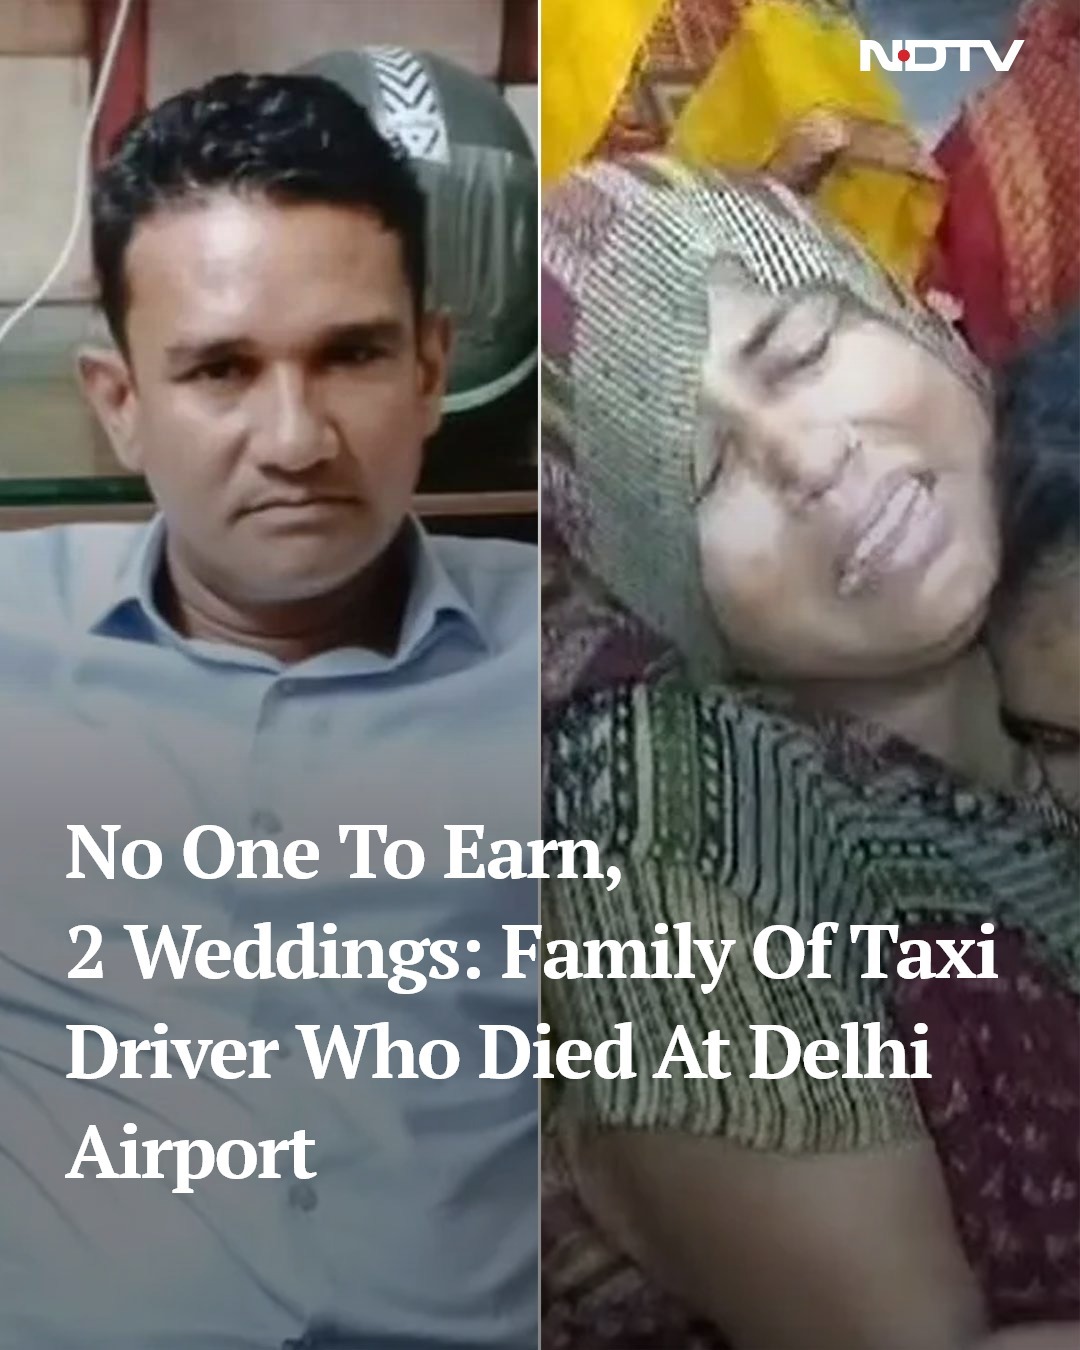 NDTV
No One To Earn,
2 Weddings: Family Of Taxi
Driver Who Died At Delhi
Airport